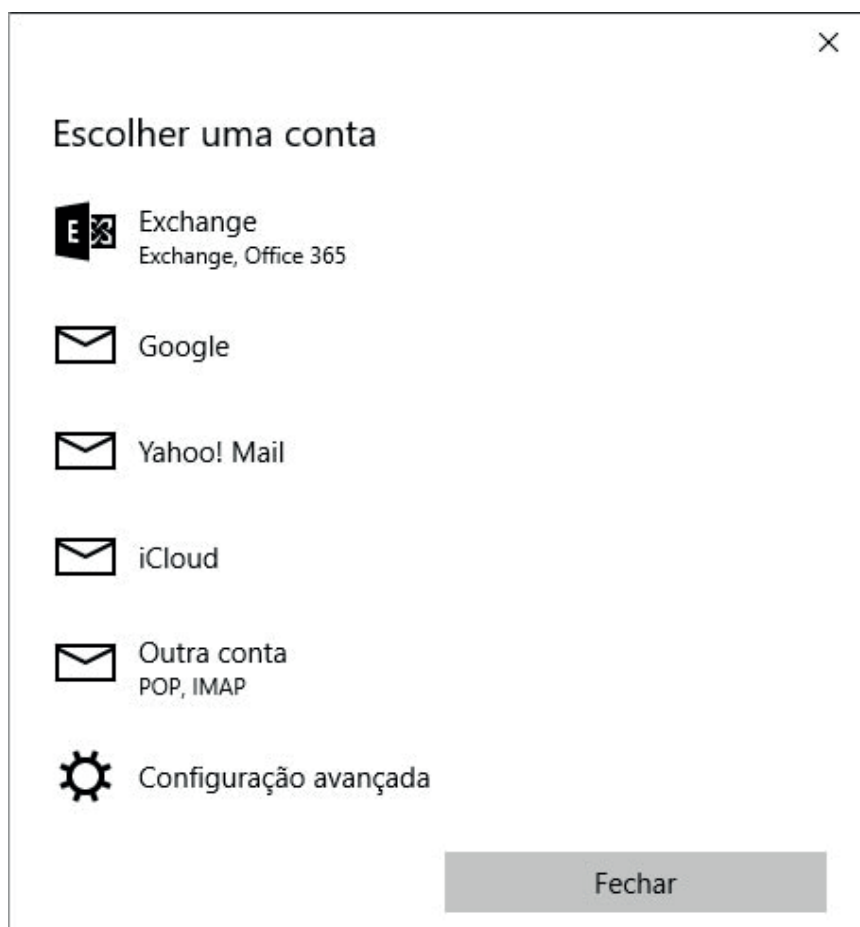 Escolher uma conta
E
Exchange
Exchange, Office 365
Google
Yahoo! Mail
iCloud
Outra conta
POP, IMAP
Configuração avançada
Fechar